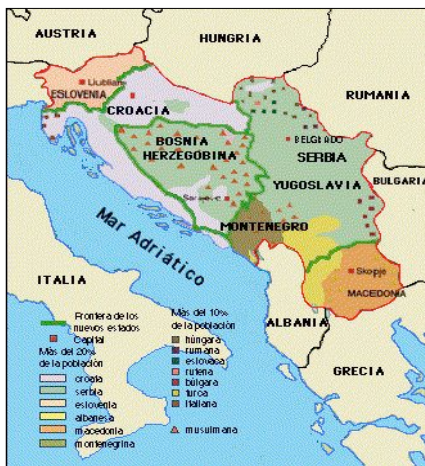 AUSTRIA
HUNGRIA
RUMANIA
Liubliana
ESLOVENIA
CROACIA
BOSNIA
HERZEGOBINA
BELGRADO
SERBIA
YUGOSLAVIA
BULGARIA
Sarajevo
MONTENEGRO
Mar Adriático
Skopje
MACEDONIA
ITALIA
ALBANIA
GRECIA
Frontera de los
nuevos estados
Capital
Más del 20%
de la población
croata
serbia
eslovenia
albanesa
macedonia
montenegrina
Más del 10%
de la población
húngara
rumana
eslovaca
rutena
búlgara
turca
italiana
musulmana